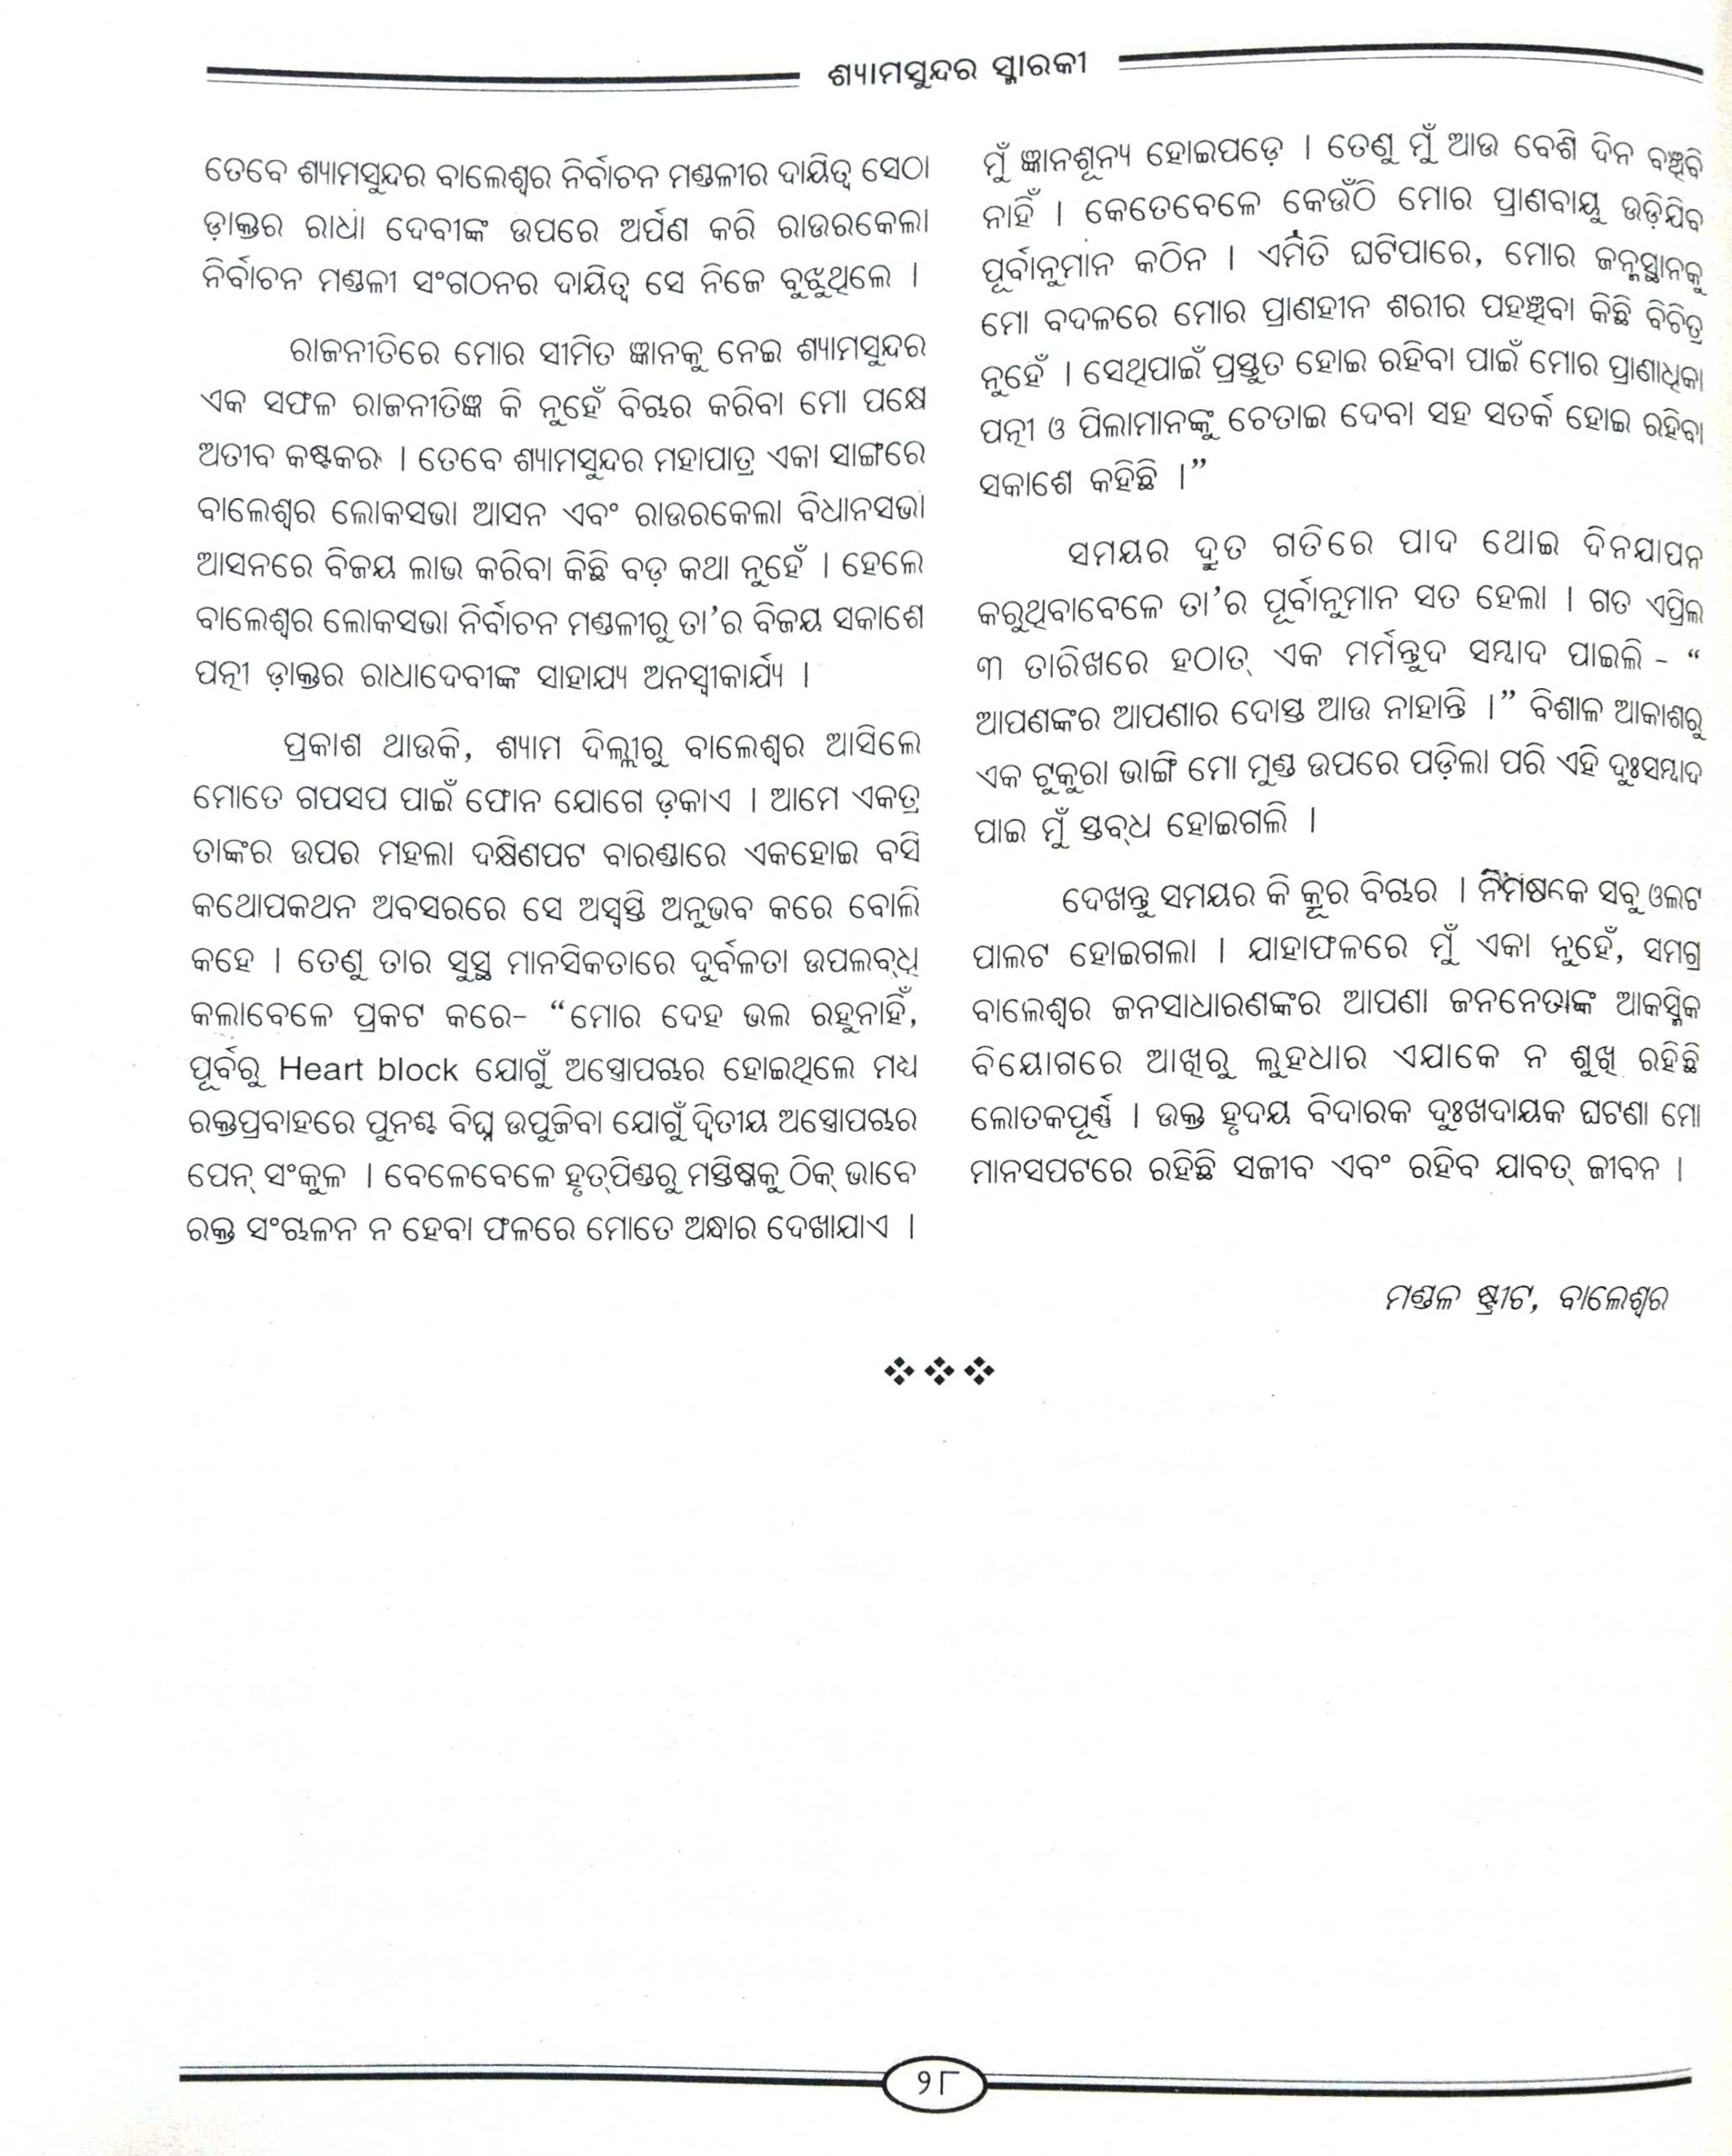 ଶ୍ୟାମସୁନ୍ଦର ସ୍ମାରକୀ
ତେବେ ଶ୍ୟାମସୁନ୍ଦର ବାଲେଶ୍ୱର ନିର୍ବାଚନ ମଣ୍ଡଳୀର ଦାୟିତ୍ୱ ସେଠା
ଡ଼ାକ୍ତର ରାଧା ଦେବୀଙ୍କ ଉପରେ ଅର୍ପଣ କରି ରାଉରକେଲା
ନିର୍ବାଚନ ମଣ୍ଡଳୀ ସଂଗଠନର ଦାୟିତ୍ୱ ସେ ନିଜେ ବୁଝୁଥିଲେ ।
ରାଜନୀତିରେ ମୋର ସୀମିତ ଜ୍ଞାନକୁ ନେଇ ଶ୍ୟାମସୁନ୍ଦର
ଏକ ସଫଳ ରାଜନୀତିଜ୍ଞ କି ନୁହେଁ ବିଚାର କରିବା ମୋ ପକ୍ଷେ
ଅତୀବ କଷ୍ଟକର । ତେବେ ଶ୍ୟାମସୁନ୍ଦର ମହାପାତ୍ର ଏକା ସାଙ୍ଗରେ
ବାଲେଶ୍ୱର ଲୋକସଭା ଆସନ ଏବଂ ରାଉରକେଲା ବିଧାନସଭା
ଆସନରେ ବିଜୟ ଲାଭ କରିବା କିଛି ବଡ଼ କଥା ନୁହେଁ । ହେଲେ
ବାଲେଶ୍ୱର ଲୋକସଭା ନିର୍ବାଚନ ମଣ୍ଡଳୀରୁ ତା’ର ବିଜୟ ସକାଶେ
ପତ୍ନୀ ଡ଼ାକ୍ତର ରାଧାଦେବୀଙ୍କ ସାହାଯ୍ୟ ଅନସ୍ୱୀକାର୍ଯ୍ୟ ।
ପ୍ରକାଶ ଥାଉକି, ଶ୍ୟାମ ଦିଲ୍ଲୀରୁ ବାଲେଶ୍ୱର ଆସିଲେ
ମୋତେ ଗପସପ ପାଇଁ ଫୋନ ଯୋଗେ ଡ଼କାଏ । ଆମେ ଏକତ୍ର
ତାଙ୍କର ଉପର ମହଲା ଦକ୍ଷିଣପଟ ବାରଣ୍ଡାରେ ଏକହୋଇ ବସି
କଥୋପକଥନ ଅବସରରେ ସେ ଅସ୍ୱସ୍ତି ଅନୁଭବ କରେ ବୋଲି
କହେ । ତେଣୁ ତାର ସୁସ୍ଥ ମାନସିକତାରେ ଦୁର୍ବଳତା ଉପଲବ୍ଧି
କଲାବେଳେ ପ୍ରକଟ କରେ- “ମୋର ଦେହ ଭଲ ରହୁନାହିଁ,
ପୂର୍ବରୁ Heart block ଯୋଗୁଁ ଅସ୍ତ୍ରୋପଚାର ହୋଇଥିଲେ ମଧ୍ୟ
ରକ୍ତପ୍ରବାହରେ ପୁନଶ୍ଚ ବିଘ୍ନ ଉପୁଜିବା ଯୋଗୁଁ ଦ୍ୱିତୀୟ ଅସ୍ତ୍ରୋପଚାର
ପେନ୍ ସଂକୁଳ । ବେଳେବେଳେ ହୃତ୍‌ପିଣ୍ଡରୁ ମସ୍ତିଷ୍କକୁ ଠିକ୍ ଭାବେ
ରକ୍ତ ସଂଚାଳନ ନ ହେବା ଫଳରେ ମୋତେ ଅନ୍ଧାର ଦେଖାଯାଏ ।
ମୁଁ ଜ୍ଞାନଶୂନ୍ୟ ହୋଇପଡ଼େ । ତେଣୁ ମୁଁ ଆଉ ବେଶି ଦିନ ବଞ୍ଚିବି
ନାହିଁ । କେତେବେଳେ କେଉଁଠି ମୋର ପ୍ରାଣବାୟୁ ଉଡ଼ିଯିବ
ପୂର୍ବାନୁମାନ କଠିନ । ଏମିତି ଘଟିପାରେ, ମୋର ଜନ୍ମସ୍ଥାନକୁ
ମୋ ବଦଳରେ ମୋର ପ୍ରାଣହୀନ ଶରୀର ପହଞ୍ଚିବା କିଛି ବିଚିତ୍ର
ନୁହେଁ । ସେଥିପାଇଁ ପ୍ରସ୍ତୁତ ହୋଇ ରହିବା ପାଇଁ ମୋର ପ୍ରାଣାଧିକା
ପତ୍ନୀ ଓ ପିଲାମାନଙ୍କୁ ଚେତାଇ ଦେବା ସହ ସତର୍କ ହୋଇ ରହିବା
ସକାଶେ କହିଛି ।”
ସମୟର ଦ୍ରୁତ ଗତିରେ ପାଦ ଥୋଇ ଦିନଯାପନ
କରୁଥିବାବେଳେ ତା’ର ପୂର୍ବାନୁମାନ ସତ ହେଲା । ଗତ ଏପ୍ରିଲ
୩ ତାରିଖରେ ହଠାତ୍ ଏକ ମର୍ମନ୍ତୁଦ ସମ୍ବାଦ ପାଇଲି - “
ଆପଣଙ୍କର ଆପଣାର ଦୋସ୍ତ ଆଉ ନାହାନ୍ତି ।” ବିଶାଳ ଆକାଶରୁ
ଏକ ଟୁକୁରା ଭାଙ୍ଗି ମୋ ମୁଣ୍ଡ ଉପରେ ପଡ଼ିଲା ପରି ଏହି ଦୁଃସମ୍ବାଦ
ପାଇ ମୁଁ ସ୍ତବ୍ଧ ହୋଇଗଲି ।
ଦେଖନ୍ତୁ ସମୟର କି କ୍ରୂର ବିଚାର । ନିମିଷକେ ସବୁ ଓଲଟ
ପାଲଟ ହୋଇଗଲା । ଯାହାଫଳରେ ମୁଁ ଏକା ନୁହେଁ, ସମଗ୍ର
ବାଲେଶ୍ୱର ଜନସାଧାରଣଙ୍କର ଆପଣା ଜନନେତାଙ୍କ ଆକସ୍ମିକ
ବିୟୋଗରେ ଆଖିରୁ ଲୁହଧାର ଏଯାକେ ନ ଶୁଖି ରହିଛି
ଲୋତକପୂର୍ଣ୍ଣ । ଉକ୍ତ ହୃଦୟ ବିଦାରକ ଦୁଃଖଦାୟକ ଘଟଣା ମୋ
ମାନସପଟରେ ରହିଛି ସଜୀବ ଏବଂ ରହିବ ଯାବତ୍ ଜୀବନ ।
ମଣ୍ଡଳ ଷ୍ଟ୍ରୀଟ, ବାଲେଶ୍ୱର
୨୮